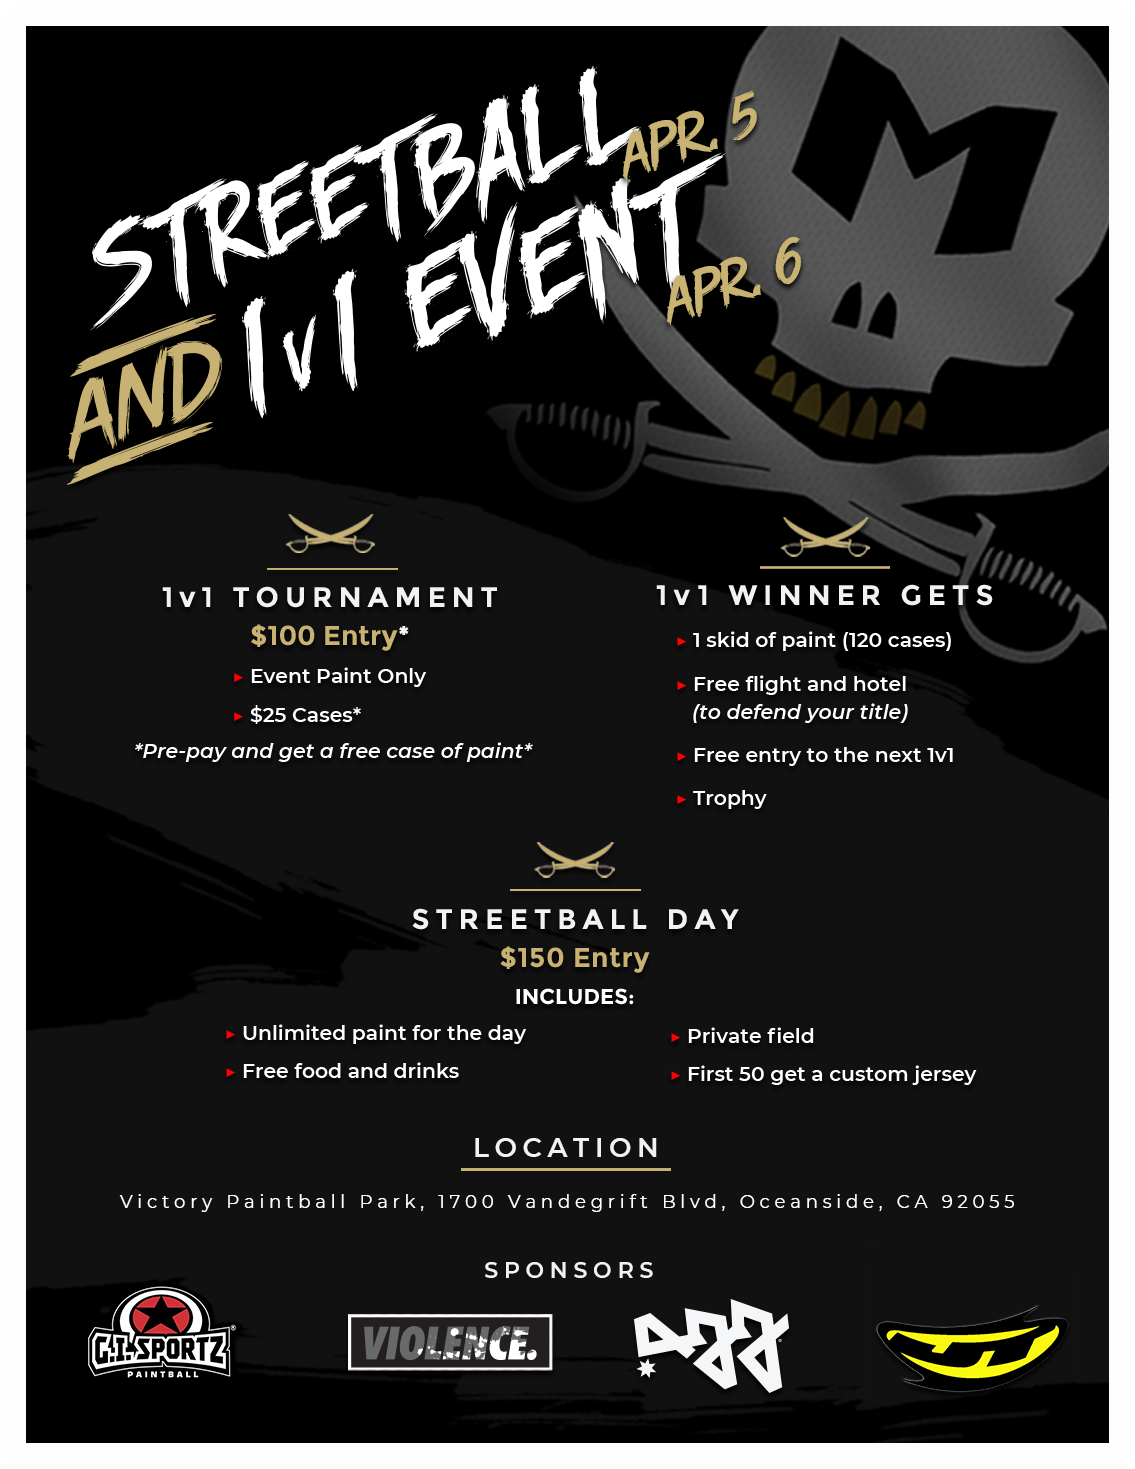 STREETBALL APR. 5
AND 1v1 EVENT APR. 6
M
1v1 TOURNAMENT
$100 Entry*
▸ Event Paint Only
▸ $25 Cases*
*Pre-pay and get a free case of paint*
1v1 WINNER GETS
▸ 1 skid of paint (120 cases)
▸ Free flight and hotel
(to defend your title)
▸ Free entry to the next 1v1
▸ Trophy
STREETBALL DAY
$150 Entry
INCLUDES:
▸ Unlimited paint for the day
▸ Free food and drinks
▸ Private field
▸ First 50 get a custom jersey
LOCATION
Victory Paintball Park, 1700 Vandegrift Blvd, Oceanside, CA 92055
SPONSORS
G.I. SPORTZ®
PAINTBALL
VIOLENCE.